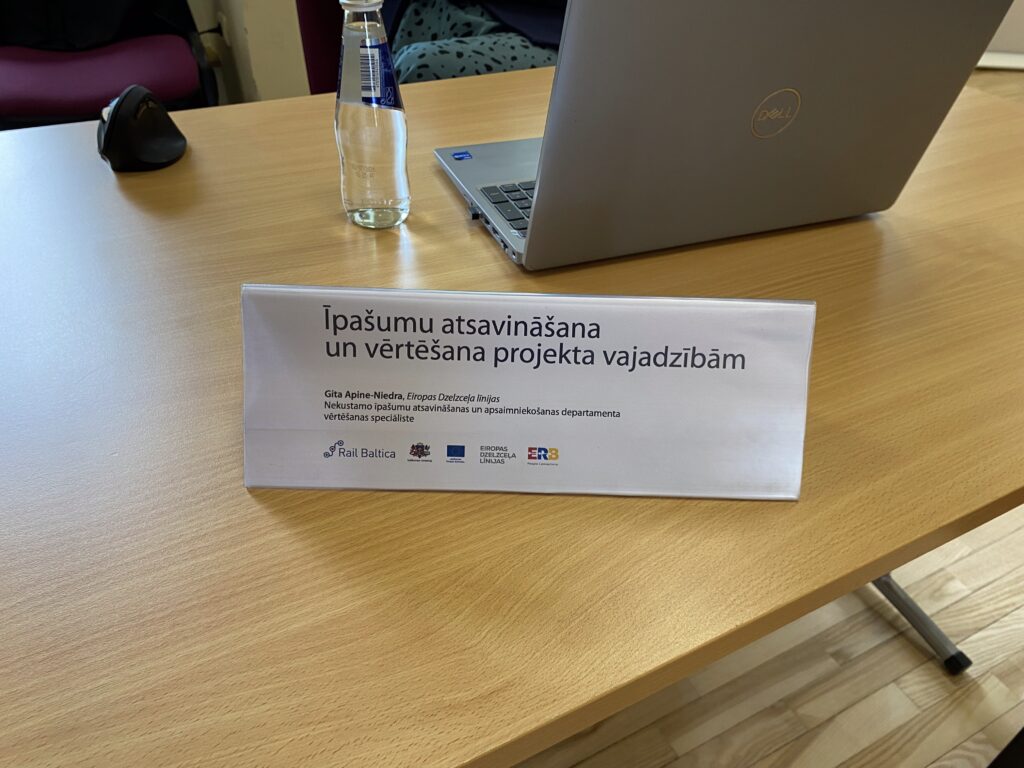 DELL
Īpašumu atsavināšana
un vērtēšana projekta vajadzībām
Gita Apine-Niedra, Eiropas Dzelzceļa līnijas
Nekustamo īpašumu atsavināšanas un apsaimniekošanas departamenta
vērtēšanas speciāliste
Rail Baltica
EIROPAS
DZELZCEĻA
LĪNIJAS
ERB